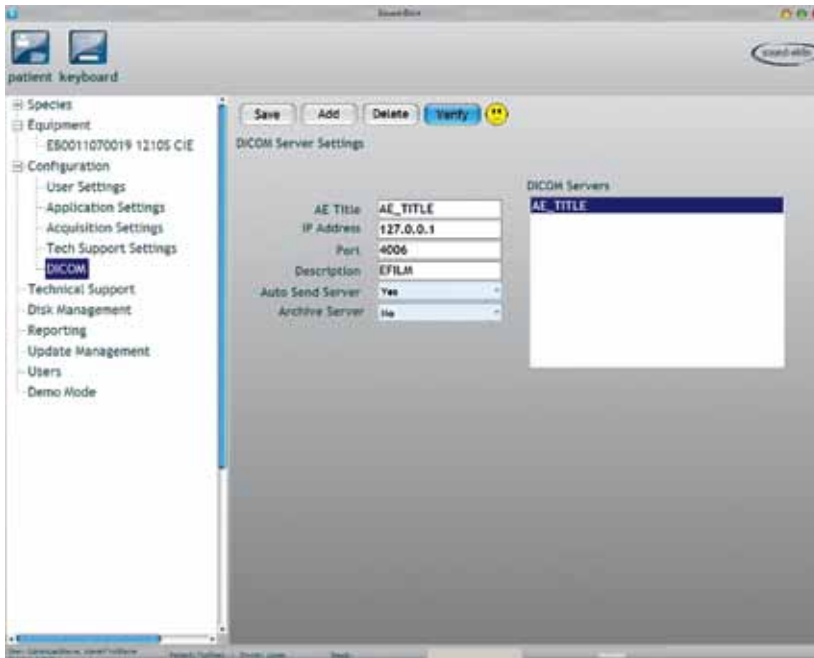 patient keyboard
Species
Equipment
EB0011070019 1210S CIE
Configuration
User Settings
Application Settings
Acquisition Settings
Tech Support Settings
DICOM
Technical Support
Disk Management
Reporting
Update Management
Users
Demo Mode
Save Add Delete Verify
DICOM Server Settings
AE Title AE_TITLE
IP Address 127.0.0.1
Port 4006
Description EFILM
Auto Send Server Yes
Archive Server No
DICOM Servers
AE_TITLE